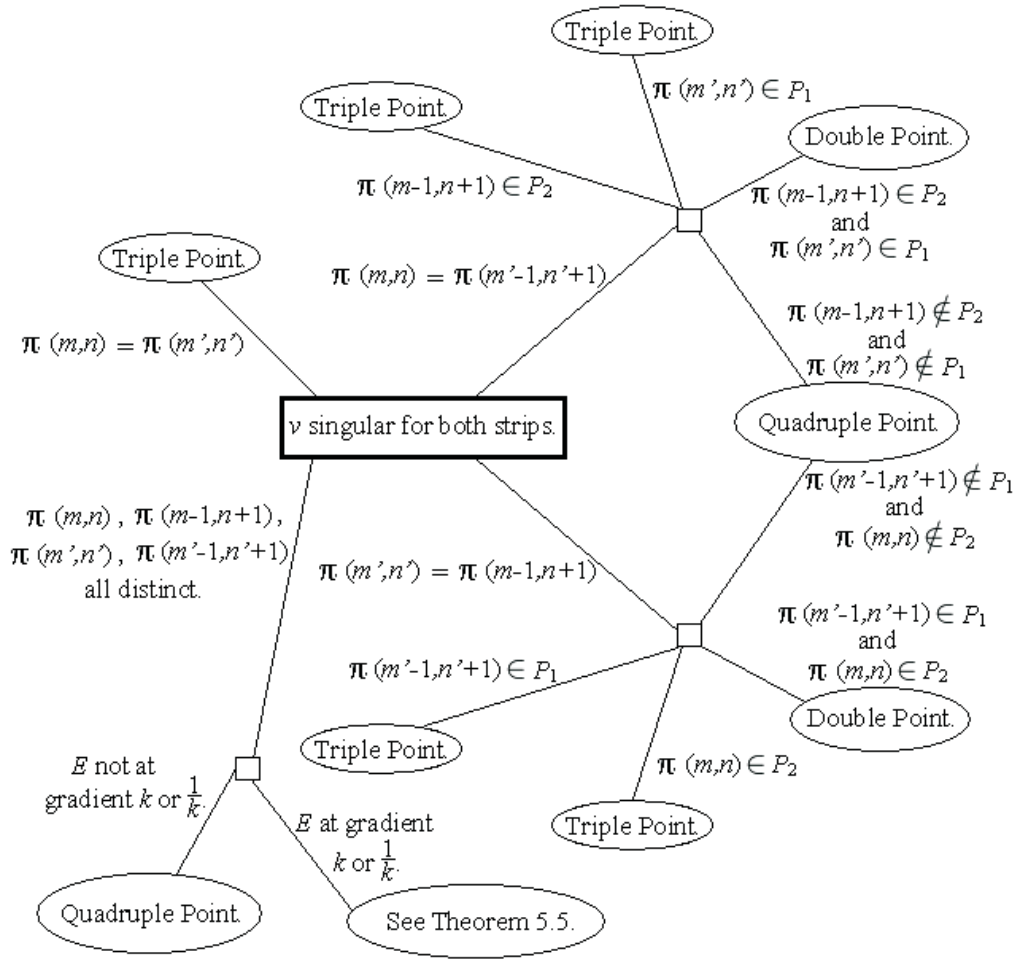 Triple Point.
π (m’,n’) ∈ P₁
Triple Point.
Double Point.
π (m-1,n+1) ∈ P₂
π (m-1,n+1) ∈ P₂
and
π (m’,n’) ∈ P₁
Triple Point.
π (m,n) = π (m’-1,n’+1)
π (m,n) = π (m’,n’)
π (m-1,n+1) ∉ P₂
and
π (m’,n’) ∉ P₁
v singular for both strips.
Quadruple Point.
π (m’-1,n’+1) ∉ P₁
and
π (m,n) ∉ P₂
π (m,n) , π (m-1,n+1),
π (m’,n’) , π (m’-1,n’+1)
all distinct.
π (m’,n’) = π (m-1,n+1)
π (m’-1,n’+1) ∈ P₁
and
π (m,n) ∈ P₂
π (m’-1,n’+1) ∈ P₁
Double Point.
Triple Point.
π (m,n) ∈ P₂
Triple Point.
E not at
gradient k or 1/k.
E at gradient
k or 1/k.
Quadruple Point.
See Theorem 5.5.